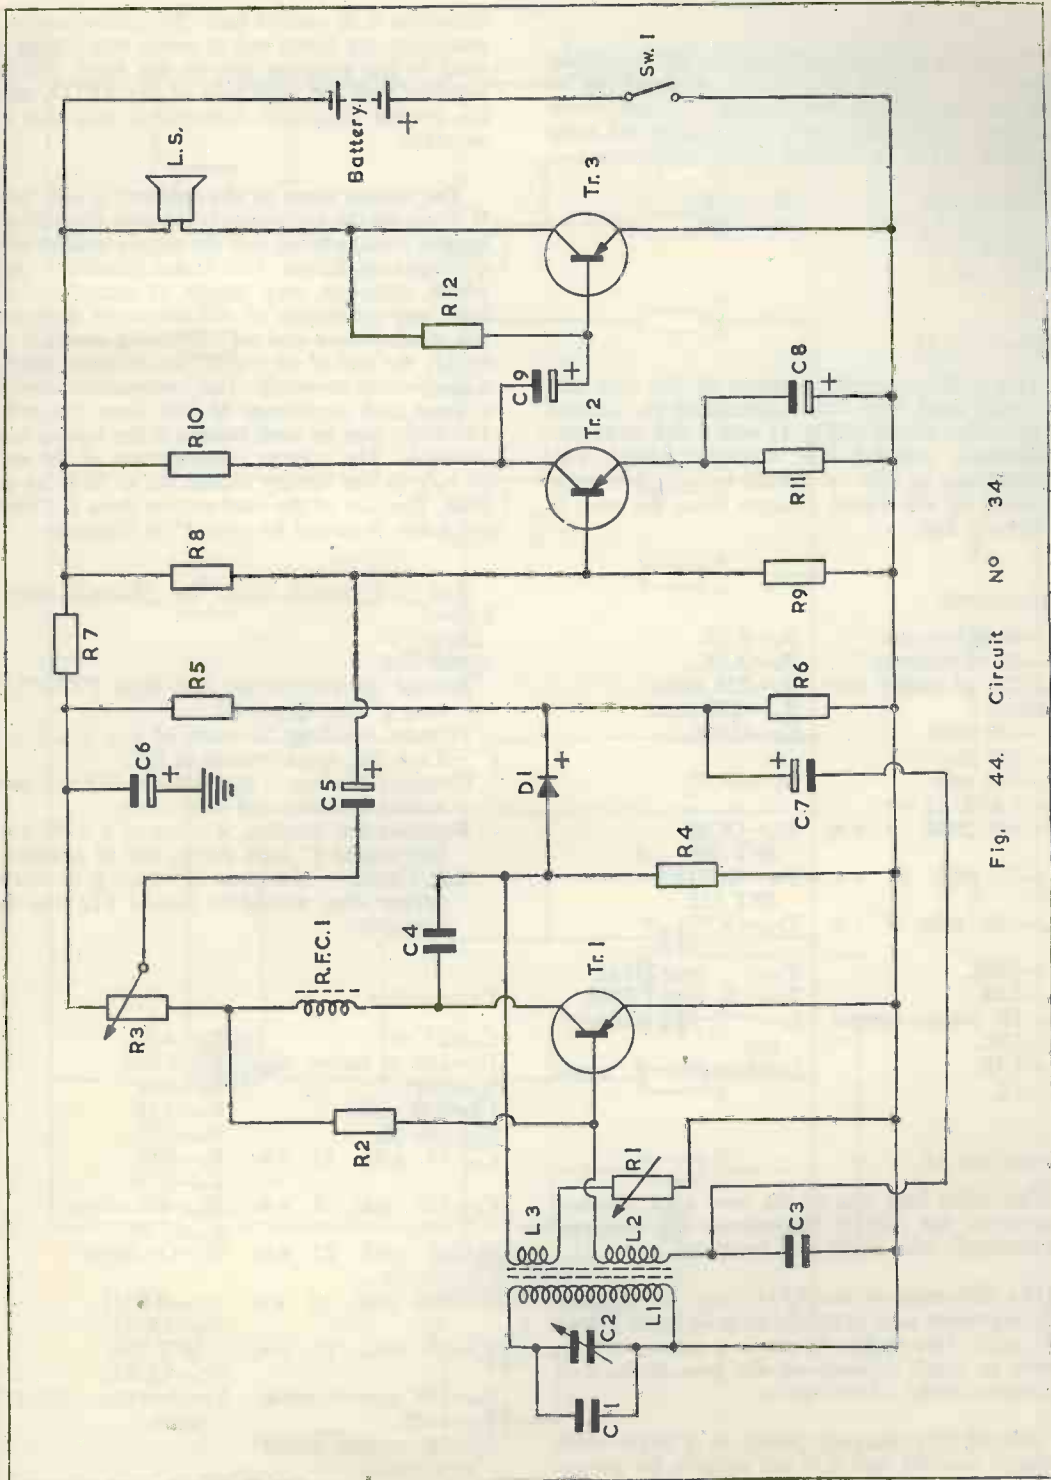 Sw. 1
Battery.1
+
L.S.
Tr. 3
R12
C9
+
C8
+
R10
Tr. 2
R11
R8
R9
R7
R5
R6
C6
+
C5
+
D1
+
C7
+
R4
C4
R.F.C. 1
Tr. 1
R3
R2
R1
L3
L2
C3
L1
C2
C1
Fig. 44. Circuit No 34.